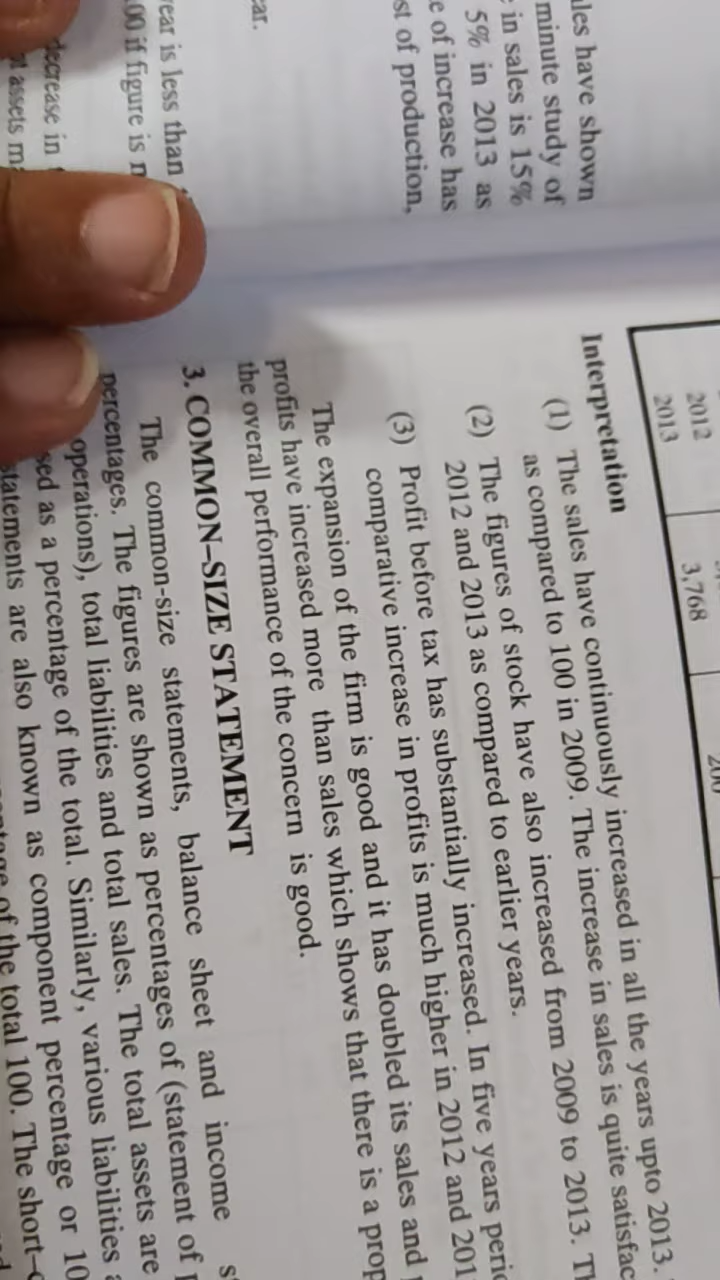 ales have shown
minute study of
in sales is 15%
5% in 2013 as
e of increase has
st of production,
ear.
year is less than
00 if figure is
decrease in
assets
2012 3,768
2013
Interpretation
(1) The sales have continuously increased in all the years upto 2013.
as compared to 100 in 2009. The increase in sales is quite satisfac
(2) The figures of stock have also increased from 2009 to 2013. T
2012 and 2013 as compared to earlier years.
(3) Profit before tax has substantially increased. In five years perio
comparative increase in profits is much higher in 2012 and 201
The expansion of the firm is good and it has doubled its sales and
profits have increased more than sales which shows that there is a prop
the overall performance of the concern is good.
3. COMMON–SIZE STATEMENT
The common-size statements, balance sheet and income s
percentages. The figures are shown as percentages of (statement of
operations), total liabilities and total sales. The total assets are
sed as a percentage of the total. Similarly, various liabilities
statements are also known as component percentage or 10
of the total 100. The short-c